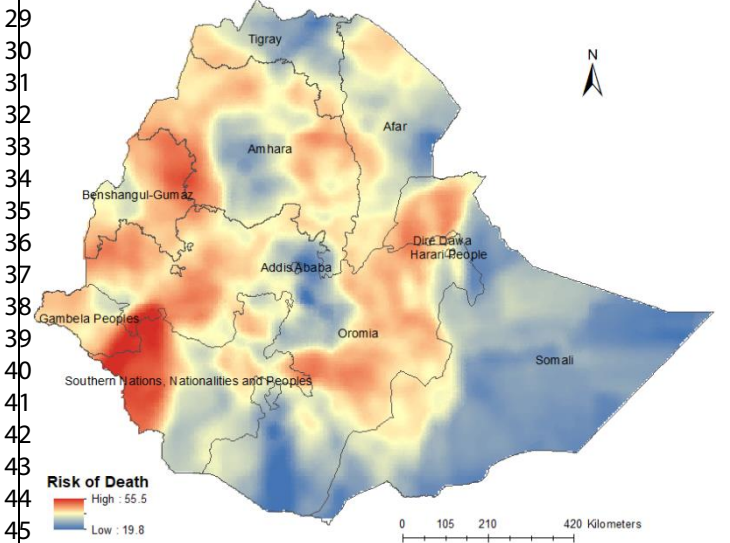 29
30
31
32
33
34
35
36
37
38
39
40
41
42
43
44
45
N
Tigray
Afar
Amhara
Benshangul-Gumaz
Dire Dawa
Harari People
Addis Ababa
Gambela Peoples
Oromia
Somali
Southern Nations, Nationalities and Peoples
Risk of Death
High : 55.5
Low : 19.8
0 105 210 420 Kilometers